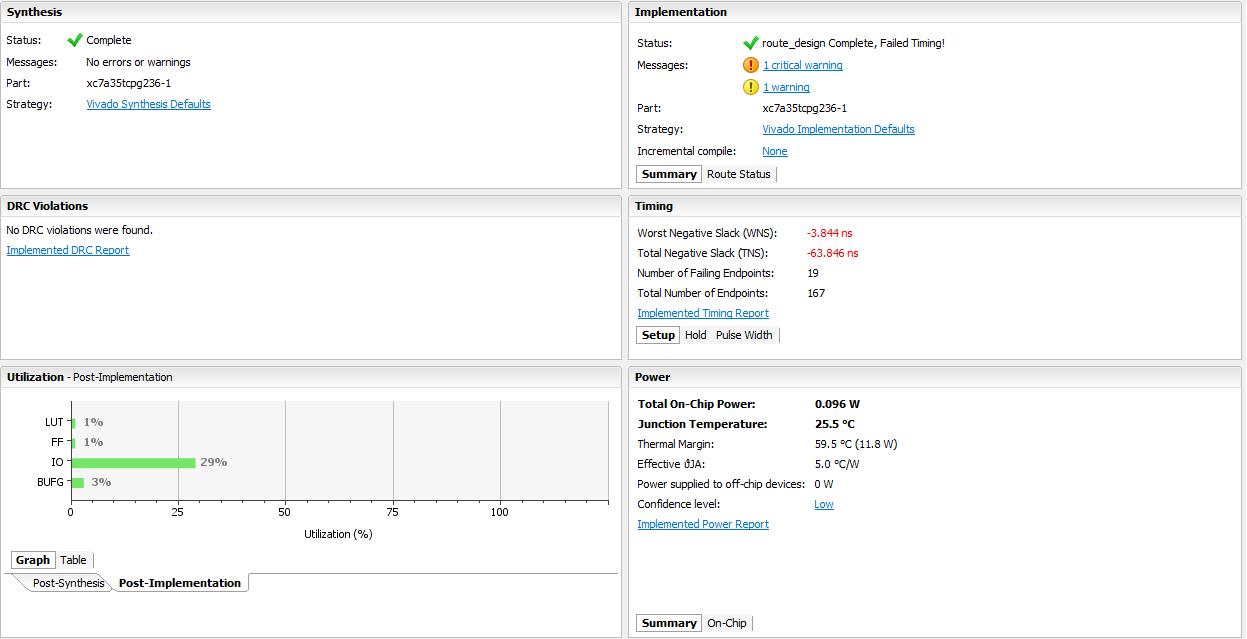 Synthesis
Status: Complete
Messages: No errors or warnings
Part: xc7a35tcpg236-1
Strategy: Vivado Synthesis Defaults
Implementation
Status: route_design Complete, Failed Timing!
Messages: 1 critical warning
1 warning
Part: xc7a35tcpg236-1
Strategy: Vivado Implementation Defaults
Incremental compile: None
Summary Route Status
DRC Violations
No DRC violations were found.
Implemented DRC Report
Timing
Worst Negative Slack (WNS): -3.844 ns
Total Negative Slack (TNS): -63.846 ns
Number of Failing Endpoints: 19
Total Number of Endpoints: 167
Implemented Timing Report
Setup Hold Pulse Width
Utilization - Post-Implementation
LUT 1%
FF 1%
IO 29%
BUFG 3%
0 25 50 75 100
Utilization (%)
Graph Table
Post-Synthesis Post-Implementation
Power
Total On-Chip Power: 0.096 W
Junction Temperature: 25.5 °C
Thermal Margin: 59.5 °C (11.8 W)
Effective ϑJA: 5.0 °C/W
Power supplied to off-chip devices: 0 W
Confidence level: Low
Implemented Power Report
Summary On-Chip